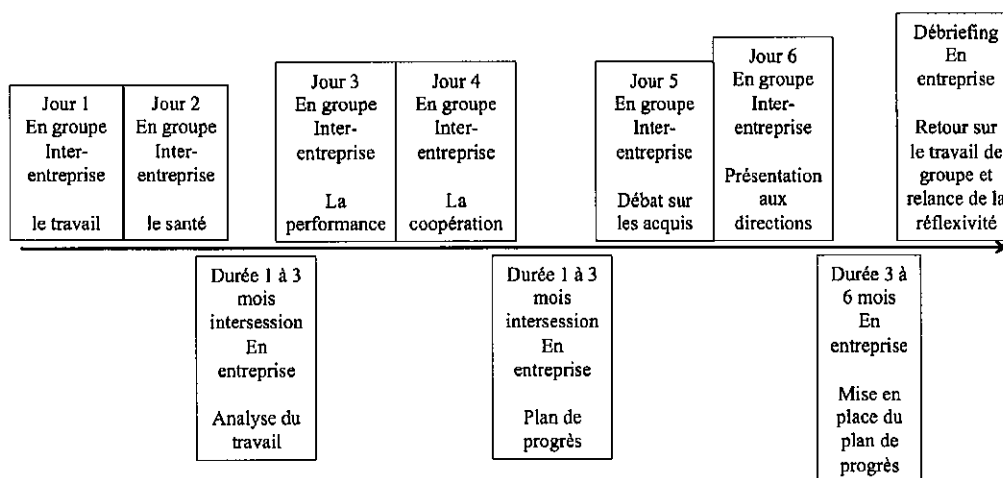 Jour 1
En groupe
Inter-
entreprise
le travail
Jour 2
En groupe
Inter-
entreprise
le santé
Durée 1 à 3
mois
intersession
En
entreprise
Analyse du
travail
Jour 3
En groupe
Inter-
entreprise
La
performance
Jour 4
En groupe
Inter-
entreprise
La
coopération
Durée 1 à 3
mois
intersession
En
entreprise
Plan de
progrès
Jour 5
En groupe
Inter-
entreprise
Débat sur
les acquis
Jour 6
En groupe
Inter-
entreprise
Présentation
aux
directions
Durée 3 à
6 mois
En
entreprise
Mise en
place du
plan de
progrès
Débriefing
En
entreprise
Retour sur
le travail de
groupe et
relance de la
réflexivité